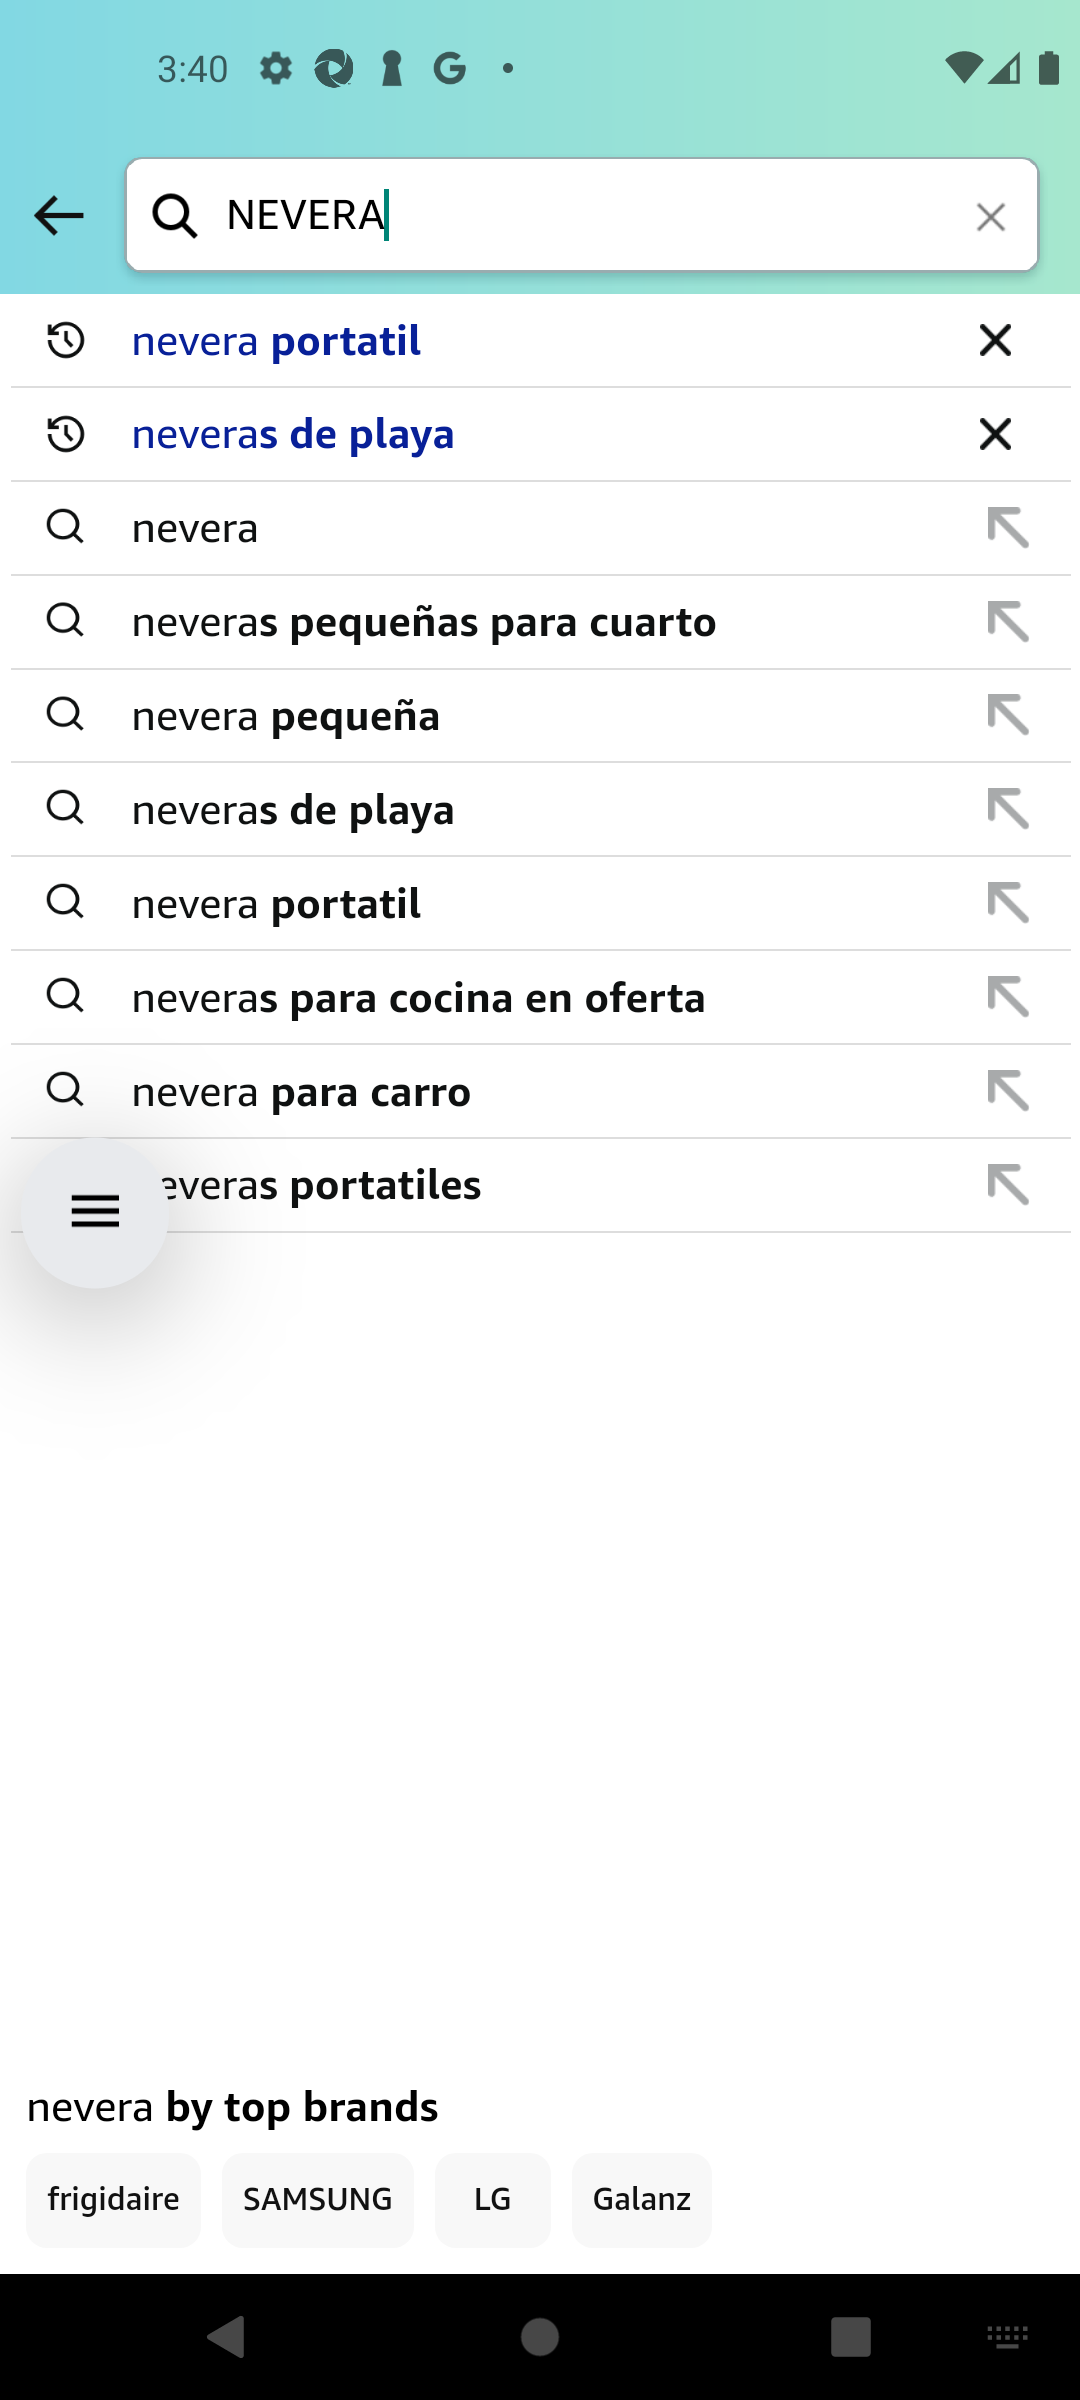 3:40
NEVERA
nevera portatil
neveras de playa
nevera
neveras pequeñas para cuarto
nevera pequeña
neveras de playa
nevera portatil
neveras para cocina en oferta
nevera para carro
everas portatiles
nevera by top brands
frigidaire SAMSUNG LG Galanz